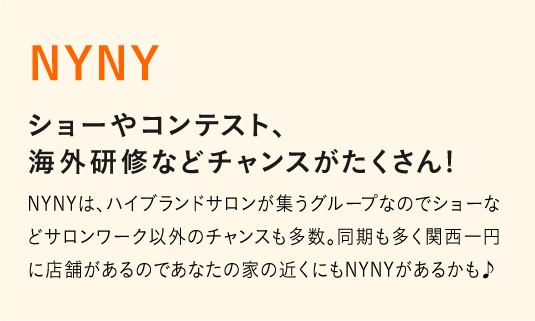 NYNY
ショーやコンテスト、
海外研修などチャンスがたくさん!
NYNYは、ハイブランドサロンが集うグループなのでショーな
どサロンワーク以外のチャンスも多数。同期も多く関西一円
に店舗があるのであなたの家の近くにもNYNYがあるかも♪